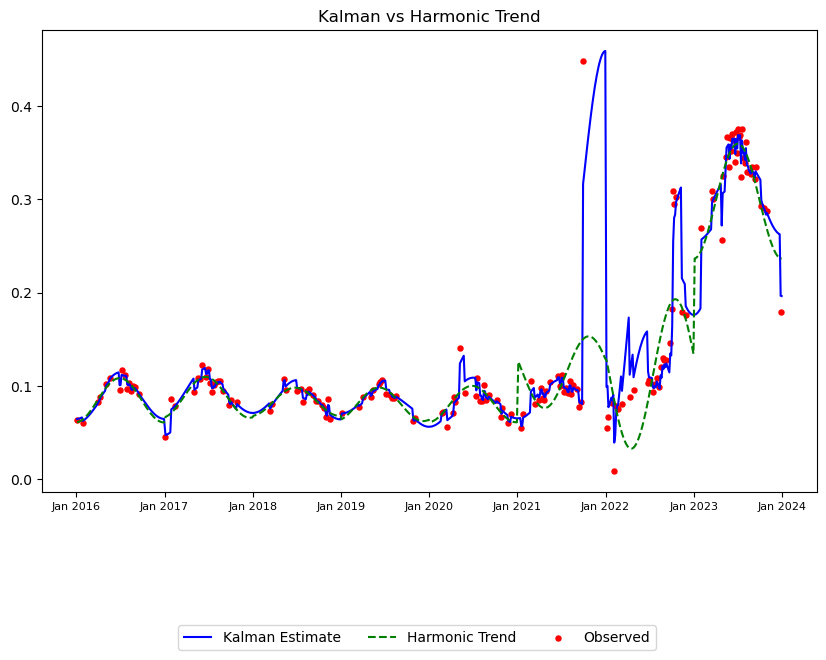 Kalman vs Harmonic Trend
0.4
0.3
0.2
0.1
0.0
Jan 2016 Jan 2017 Jan 2018 Jan 2019 Jan 2020 Jan 2021 Jan 2022 Jan 2023 Jan 2024
Kalman Estimate Harmonic Trend Observed